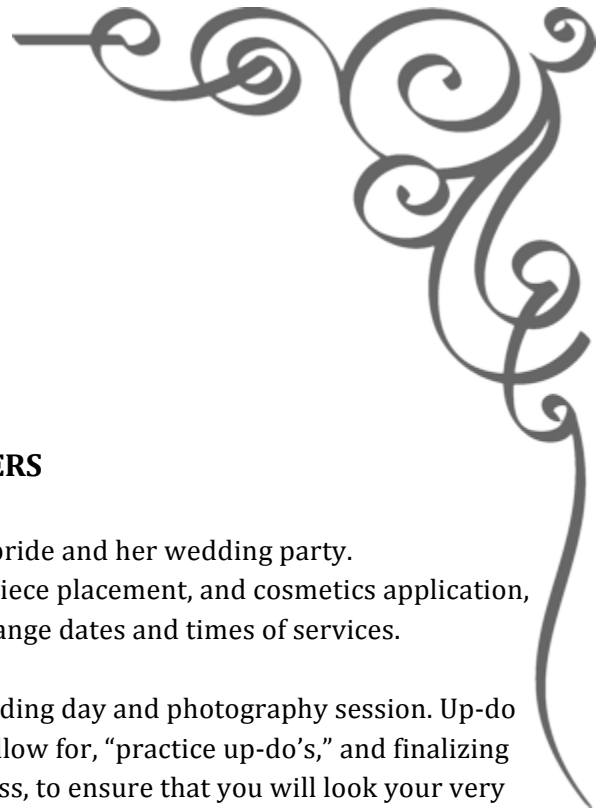 ERS
bride and her wedding party.
iece placement, and cosmetics application,
ange dates and times of services.
ding day and photography session. Up-do
llow for, “practice up-do’s,” and finalizing
ss, to ensure that you will look your very